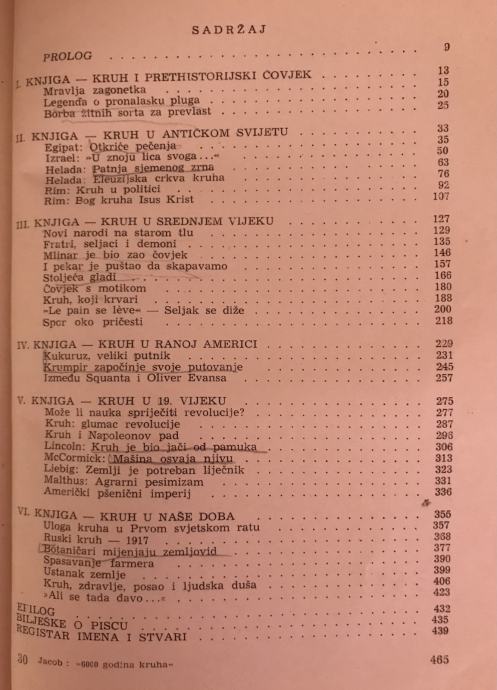 SADRŽAJ
PROLOG . . . . . 9
I. KNJIGA — KRUH I PRETHISTORIJSKI ČOVJEK . . . . . 13
Mravlja zagonetka . . . . . 15
Legenda o pronalasku pluga . . . . . 20
Borba žitnih sorta za prevlast . . . . . 25
II. KNJIGA — KRUH U ANTIČKOM SVIJETU . . . . . 33
Egipat: Otkriće pečenja . . . . . 35
Izrael: »U znoju lica svoga...« . . . . . 50
Helada: Patnja sjemenog zrna . . . . . 63
Helada: Eleuzijska crkva kruha . . . . . 76
Rim: Kruh u politici . . . . . 92
Rim: Bog kruha Isus Krist . . . . . 107
III. KNJIGA — KRUH U SREDNJEM VIJEKU . . . . . 127
Novi narodi na starom tlu . . . . . 129
Fratri, seljaci i demoni . . . . . 135
Mlinar je bio zao čovjek . . . . . 146
I pekar je puštao da skapavamo . . . . . 157
Stoljeća gladi . . . . . 166
Čovjek s motikom . . . . . 180
Kruh, koji krvari . . . . . 188
»Le pain se lève« — Seljak se diže . . . . . 200
Spor oko pričesti . . . . . 218
IV. KNJIGA — KRUH U RANOJ AMERICI . . . . . 229
Kukuruz, veliki putnik . . . . . 231
Krumpir započinje svoje putovanje . . . . . 245
Između Squanta i Oliver Evansa . . . . . 257
V. KNJIGA — KRUH U 19. VIJEKU . . . . . 275
Može li nauka spriječiti revolucije? . . . . . 277
Kruh: glumac revolucije . . . . . 287
Kruh i Napoleonov pad . . . . . 298
Lincoln: Kruh je bio jači od pamuka . . . . . 306
McCormick: Mašina osvaja njivu . . . . . 313
Liebig: Zemlji je potreban liječnik . . . . . 323
Malthus: Agrarni pesimizam . . . . . 331
Američki pšenični imperij . . . . . 336
VI. KNJIGA — KRUH U NAŠE DOBA . . . . . 355
Uloga kruha u Prvom svjetskom ratu . . . . . 357
Ruski kruh — 1917 . . . . . 368
Botaničari mijenjaju zemljovid . . . . . 377
Spasavanje farmera . . . . . 390
Ustanak zemlje . . . . . 399
Kruh, zdravlje, posao i ljudska duša . . . . . 406
»Ali se tada đavo...« . . . . . 423
EPILOG . . . . . 432
BILJEŠKE O PISCU . . . . . 435
REGISTAR IMENA I STVARI . . . . . 439
30 Jacob: »6000 godina kruha« 465